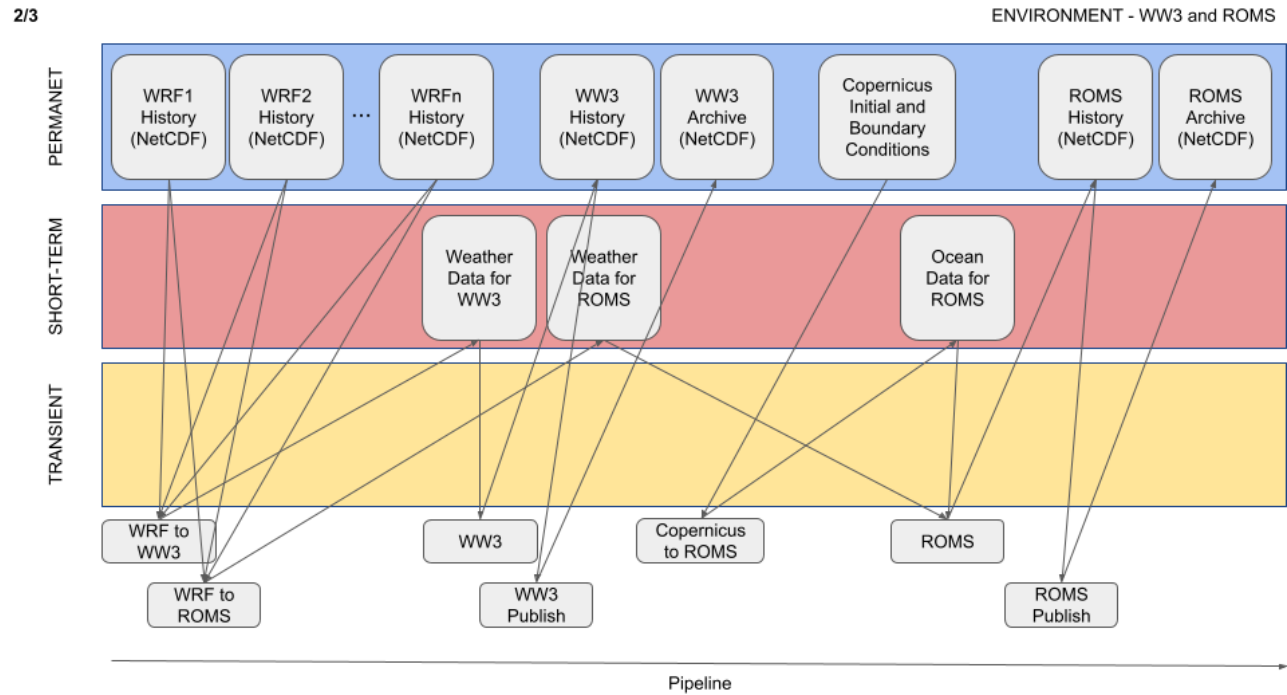 2/3
ENVIRONMENT - WW3 and ROMS
PERMANET
WRF1
History
(NetCDF)
WRF2
History
(NetCDF)
...
WRFn
History
(NetCDF)
WW3
History
(NetCDF)
WW3
Archive
(NetCDF)
Copernicus
Initial and
Boundary
Conditions
ROMS
History
(NetCDF)
ROMS
Archive
(NetCDF)
SHORT-TERM
Weather
Data for
WW3
Weather
Data for
ROMS
Ocean
Data for
ROMS
TRANSIENT
WRF to
WW3
WW3
Copernicus
to ROMS
ROMS
WRF to
ROMS
WW3
Publish
ROMS
Publish
Pipeline